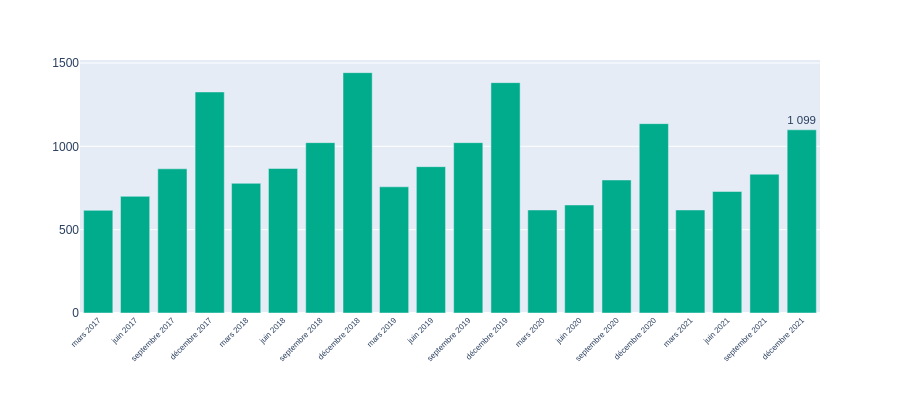 1500
1000
500
0
1 099
mars 2017
juin 2017
septembre 2017
décembre 2017
mars 2018
juin 2018
septembre 2018
décembre 2018
mars 2019
juin 2019
septembre 2019
décembre 2019
mars 2020
juin 2020
septembre 2020
décembre 2020
mars 2021
juin 2021
septembre 2021
décembre 2021